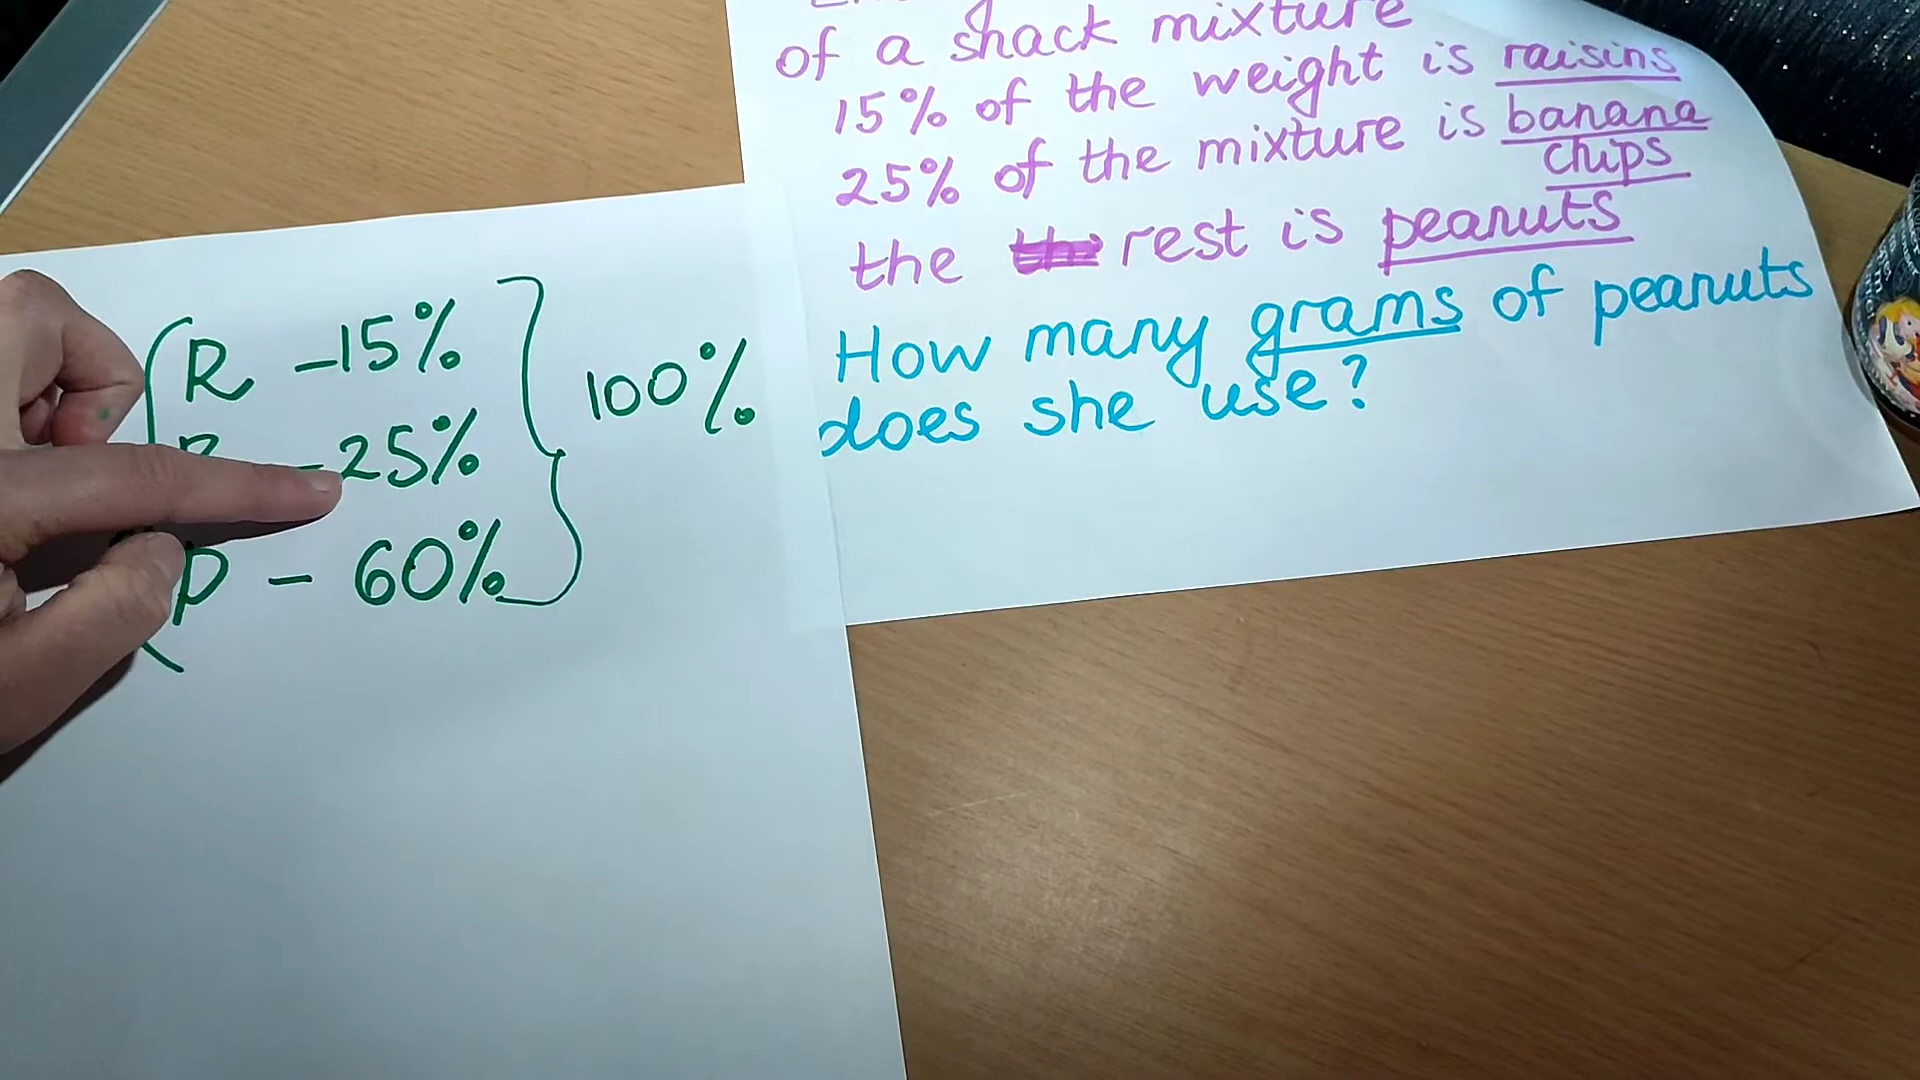 of a snack mixture
15% of the weight is raisins
25% of the mixture is banana
chips
the rest is peanuts
How many grams of peanuts
does she use?
R - 15%
- 25%
P - 60%
100%